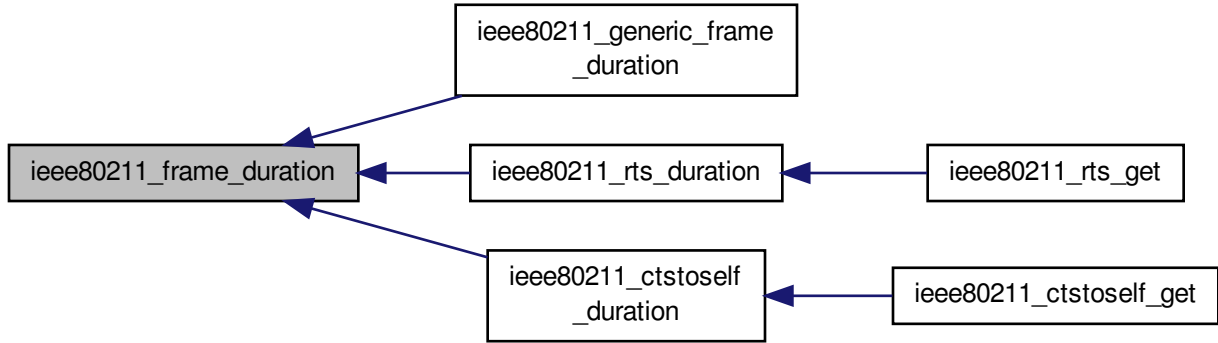 ieee80211_generic_frame
_duration
ieee80211_frame_duration
ieee80211_rts_duration
ieee80211_rts_get
ieee80211_ctstoself
_duration
ieee80211_ctstoself_get